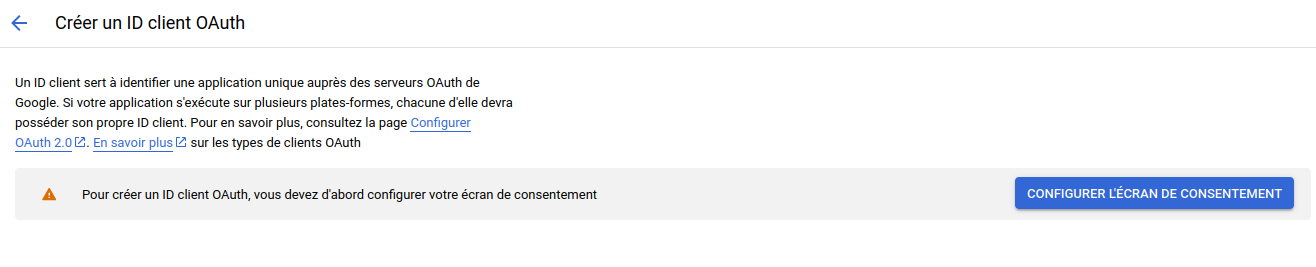 Créer un ID client OAuth
Un ID client sert à identifier une application unique auprès des serveurs OAuth de
Google. Si votre application s'exécute sur plusieurs plates-formes, chacune d'elle devra
posséder son propre ID client. Pour en savoir plus, consultez la page Configurer
OAuth 2.0. En savoir plus sur les types de clients OAuth
Pour créer un ID client OAuth, vous devez d'abord configurer votre écran de consentement
CONFIGURER L'ÉCRAN DE CONSENTEMENT